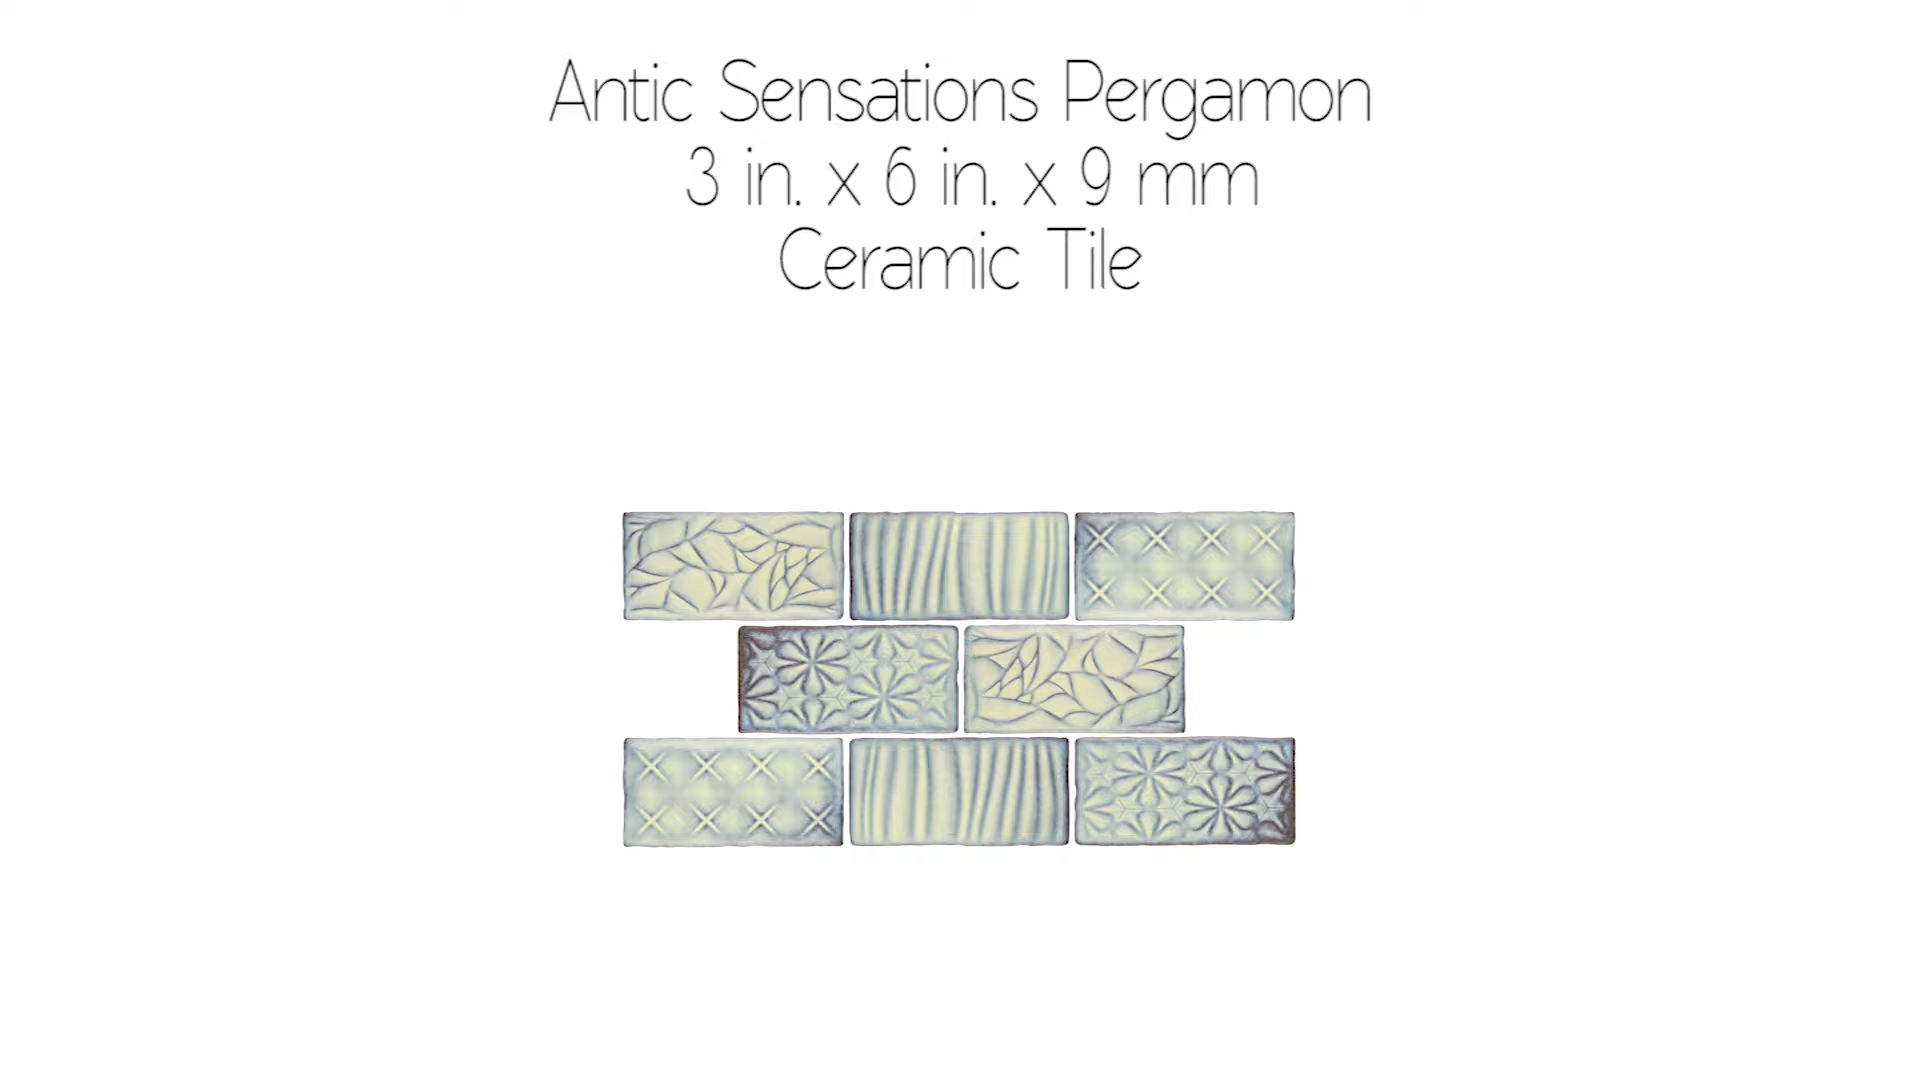 Antic Sensations Pergamon
3 in. x 6 in. x 9 mm
Ceramic Tile